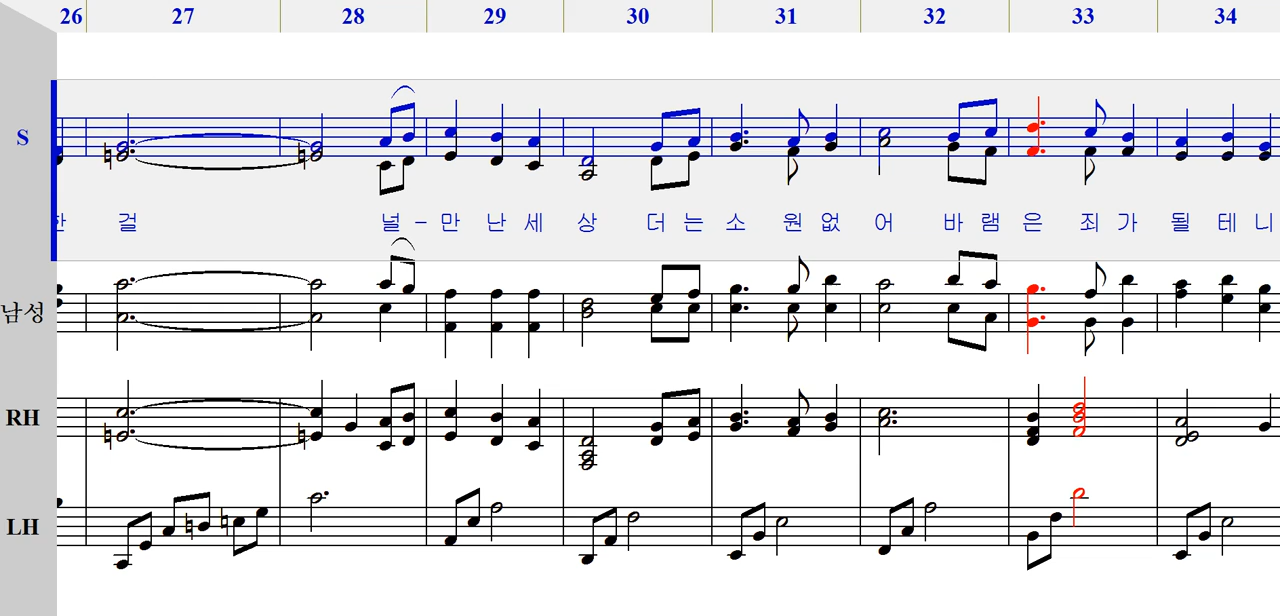 26 27 28 29 30 31 32 33 34
S
걸 널 - 만 난 세 상 더 는 소 원 없 어 바 램 은 죄 가 될 테 니
남성
RH
LH